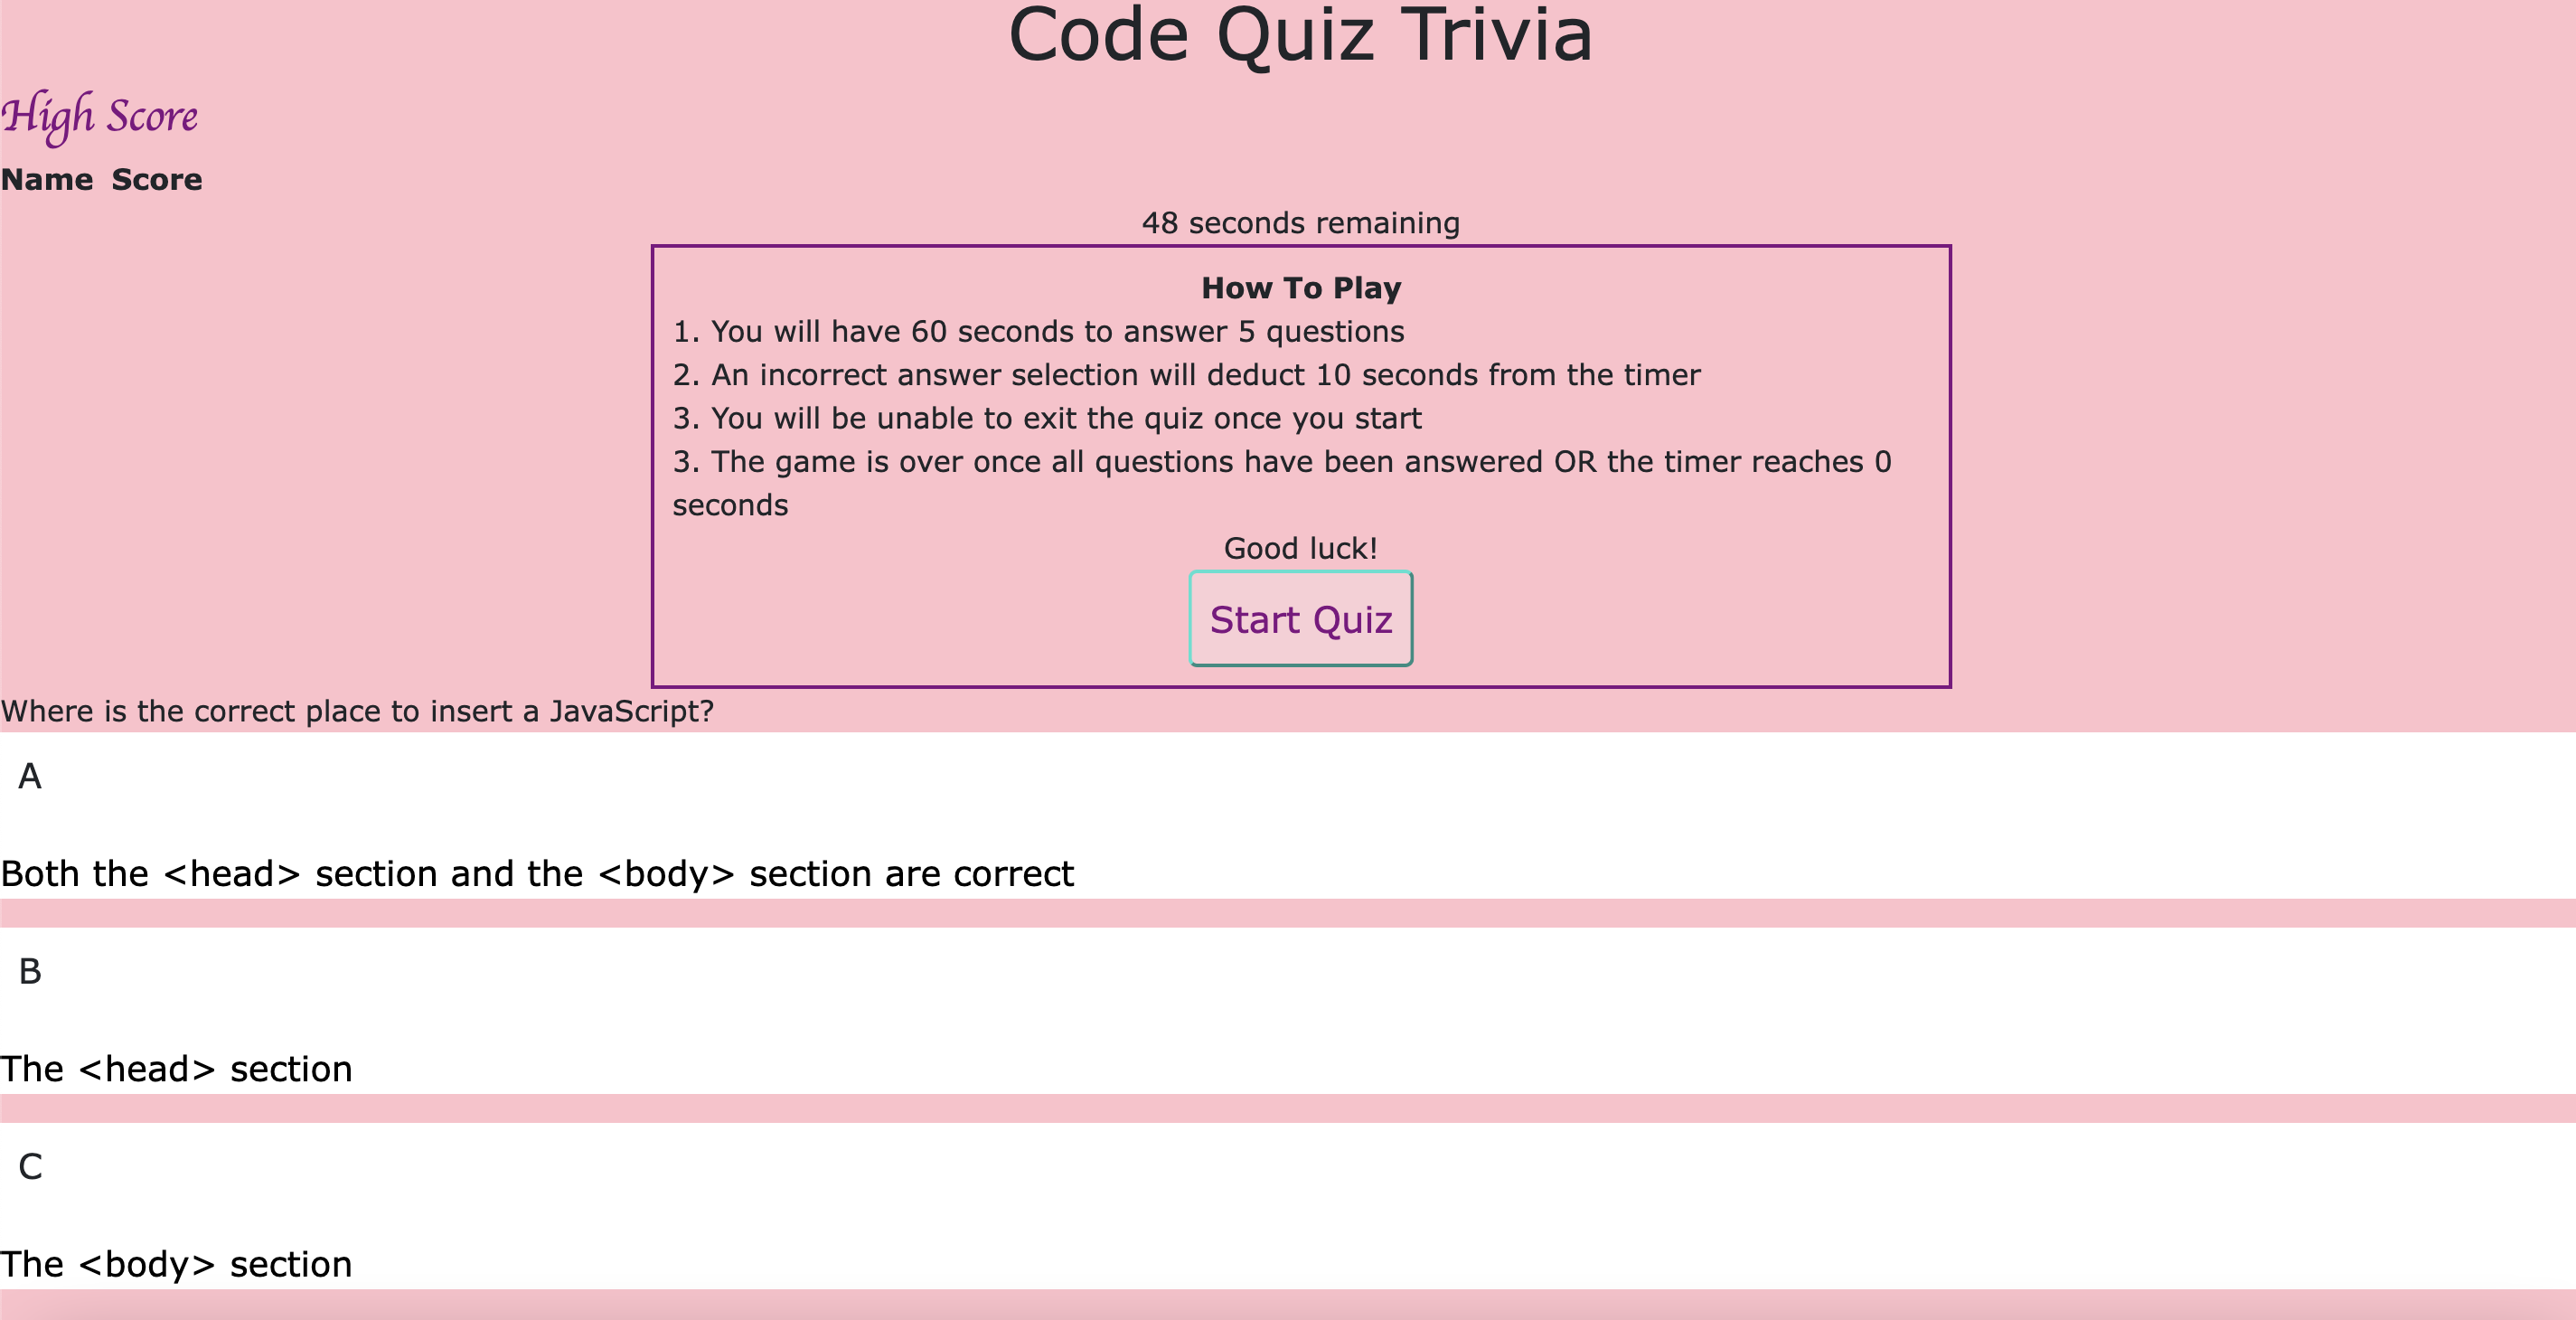 Code Quiz Trivia
High Score
Name Score
48 seconds remaining
How To Play
1. You will have 60 seconds to answer 5 questions
2. An incorrect answer selection will deduct 10 seconds from the timer
3. You will be unable to exit the quiz once you start
3. The game is over once all questions have been answered OR the timer reaches 0
seconds
Good luck!
Start Quiz
Where is the correct place to insert a JavaScript?
A
Both the <head> section and the <body> section are correct
B
The <head> section
C
The <body> section